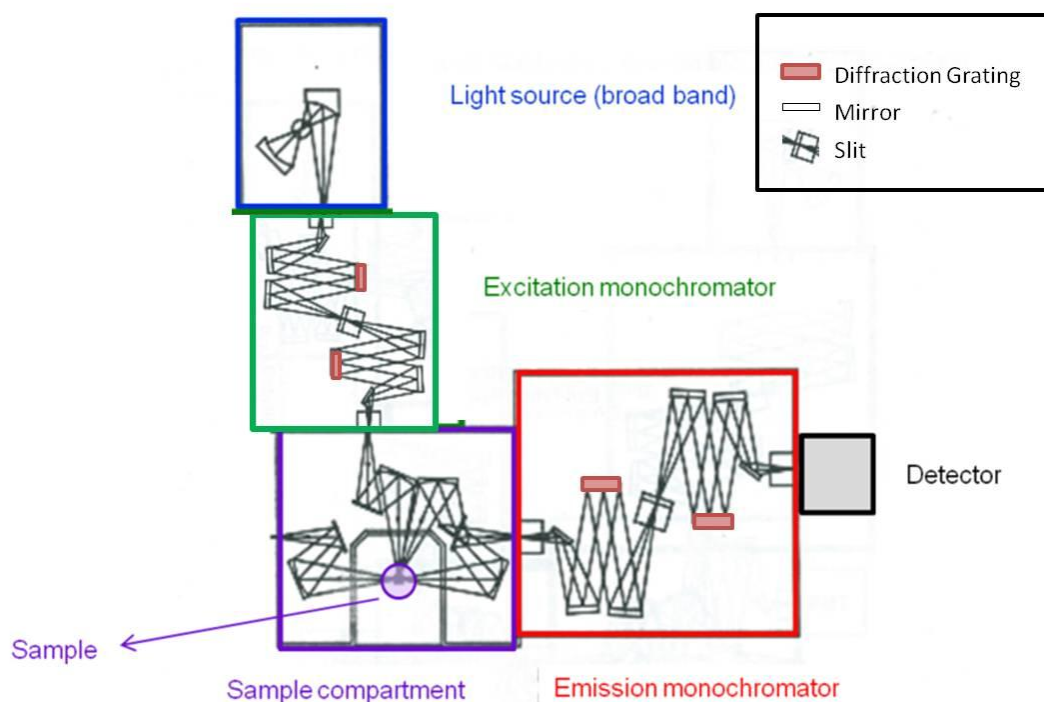 Light source (broad band)
Diffraction Grating
Mirror
Slit
Excitation monochromator
Detector
Sample
Sample compartment
Emission monochromator